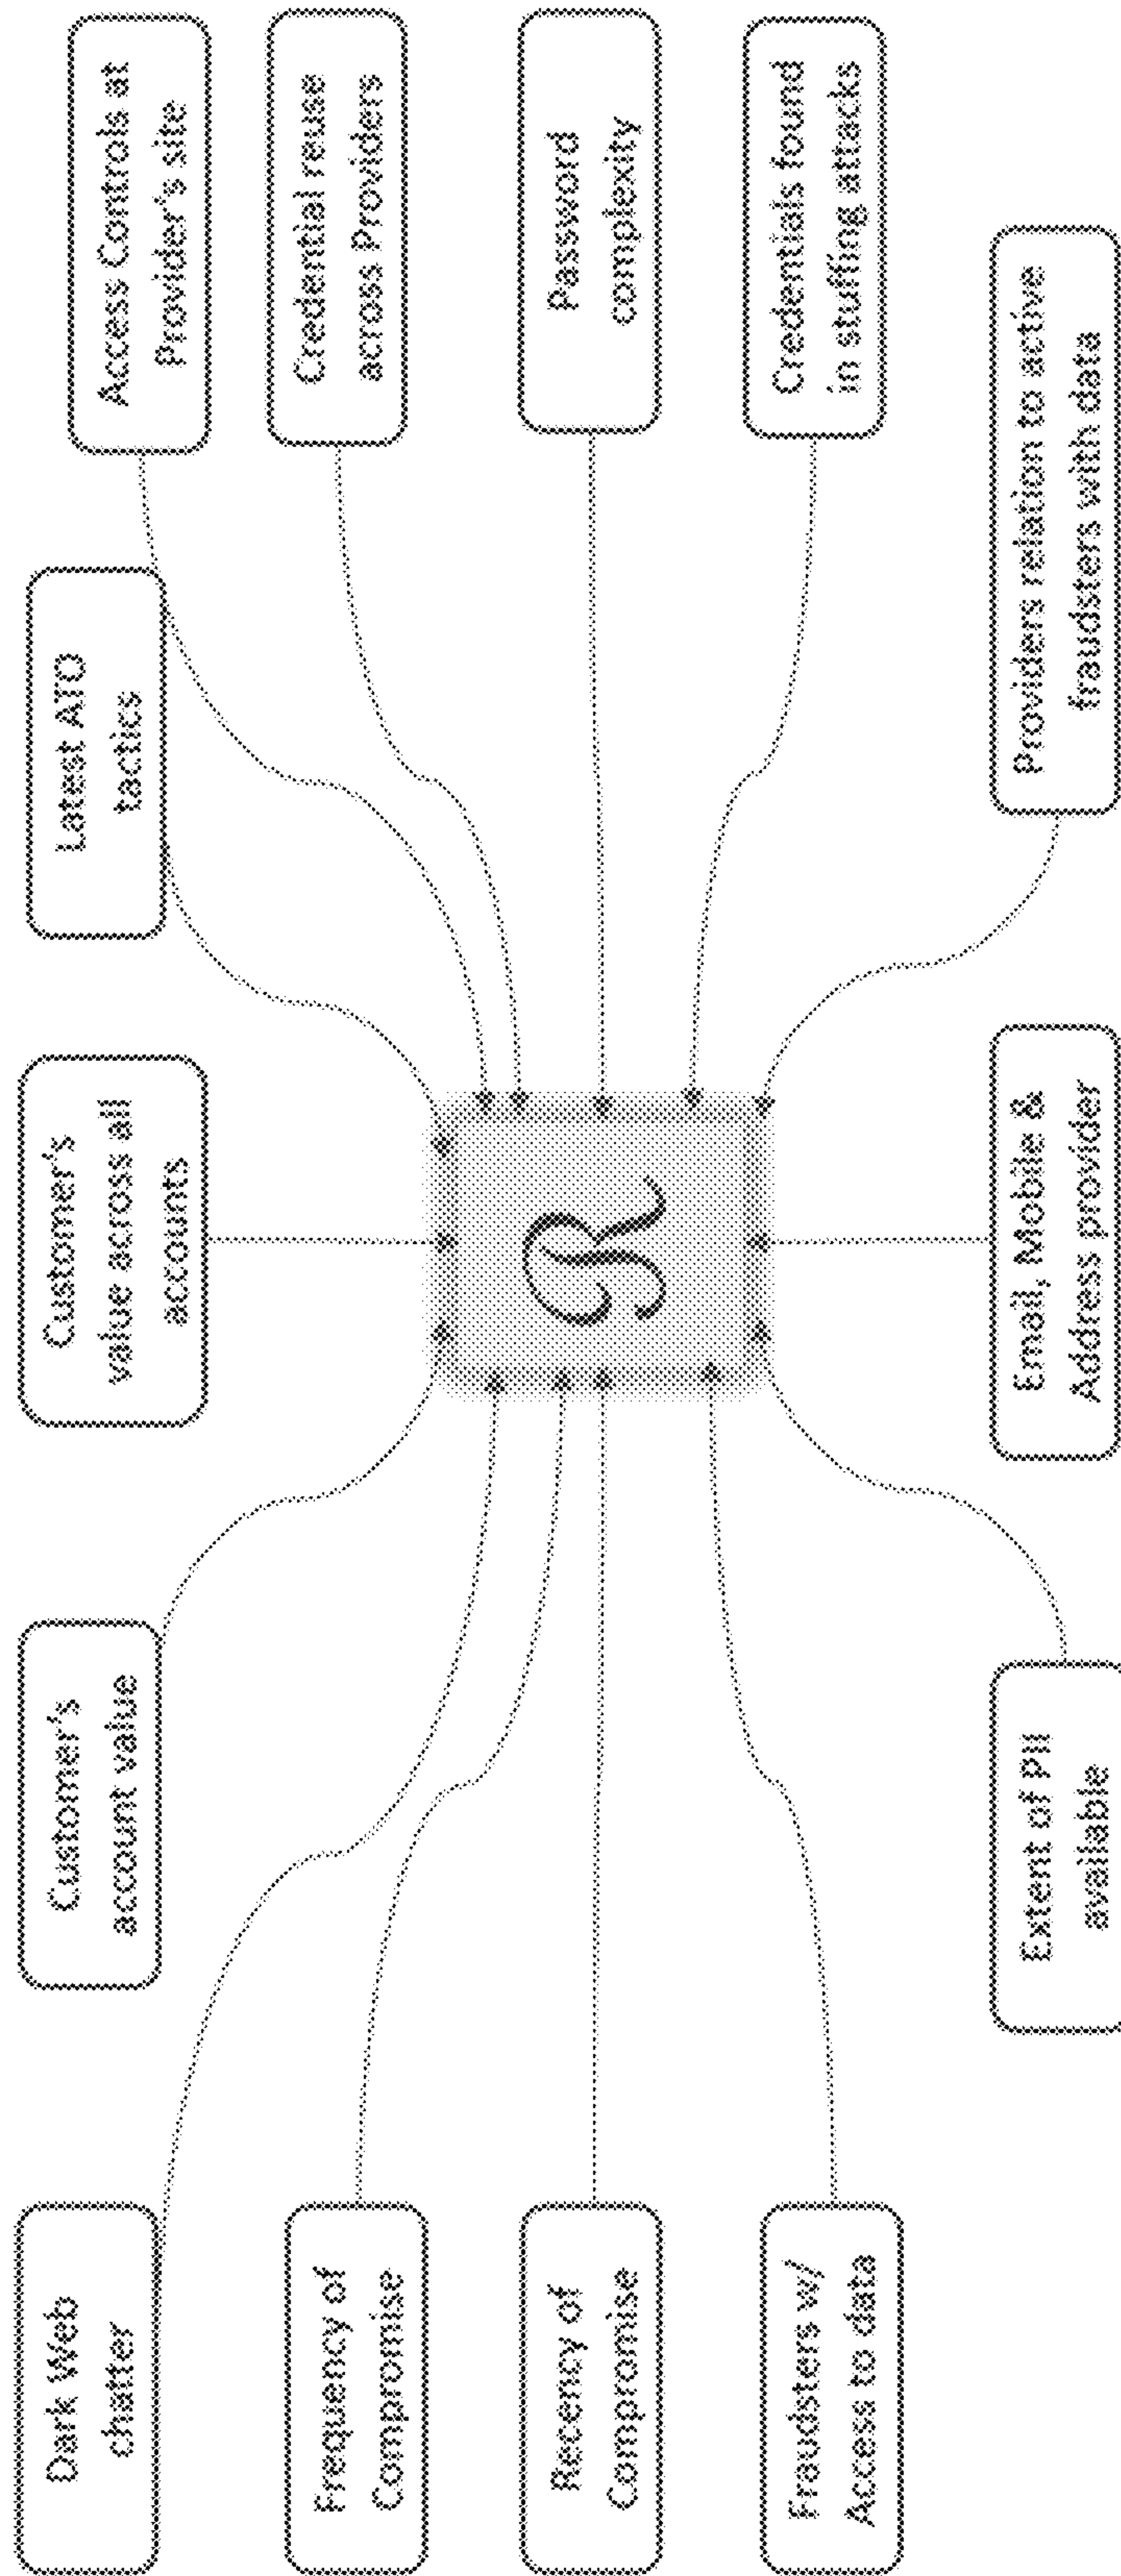 Dark Web
chatter
Customer's
account value
Customer's
value across all
accounts
Latest ATO
tactics
Access Controls at
Provider's site
Frequency of
Compromise
Credential reuse
across Providers
Recency of
Compromise
R
Password
complexity
Fraudsters w/
Access to data
Credentials found
in stuffing attacks
Extent of PII
available
Email, Mobile &
Address provider
Providers relation to active
fraudsters with data